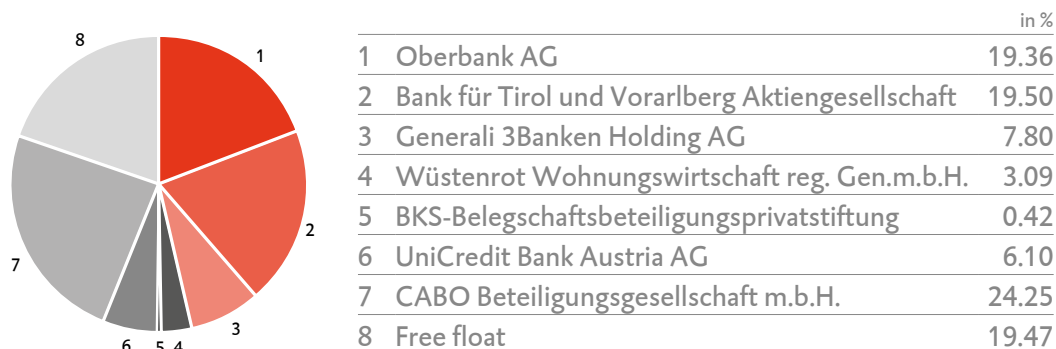 in %
1 Oberbank AG 19.36
2 Bank für Tirol und Vorarlberg Aktiengesellschaft 19.50
3 Generali 3Banken Holding AG 7.80
4 Wüstenrot Wohnungswirtschaft reg. Gen.m.b.H. 3.09
5 BKS-Belegschaftsbeteiligungsprivatstiftung 0.42
6 UniCredit Bank Austria AG 6.10
7 CABO Beteiligungsgesellschaft m.b.H. 24.25
8 Free float 19.47
8
1
2
7
3
6 5 4